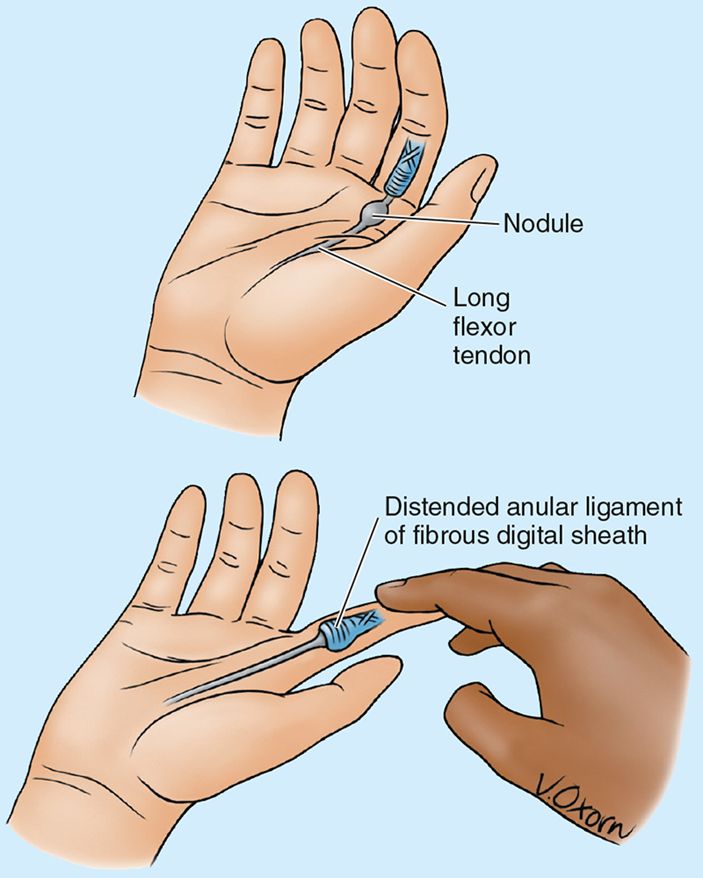 Nodule
Long
flexor
tendon
Distended anular ligament
of fibrous digital sheath
V.Oxorn